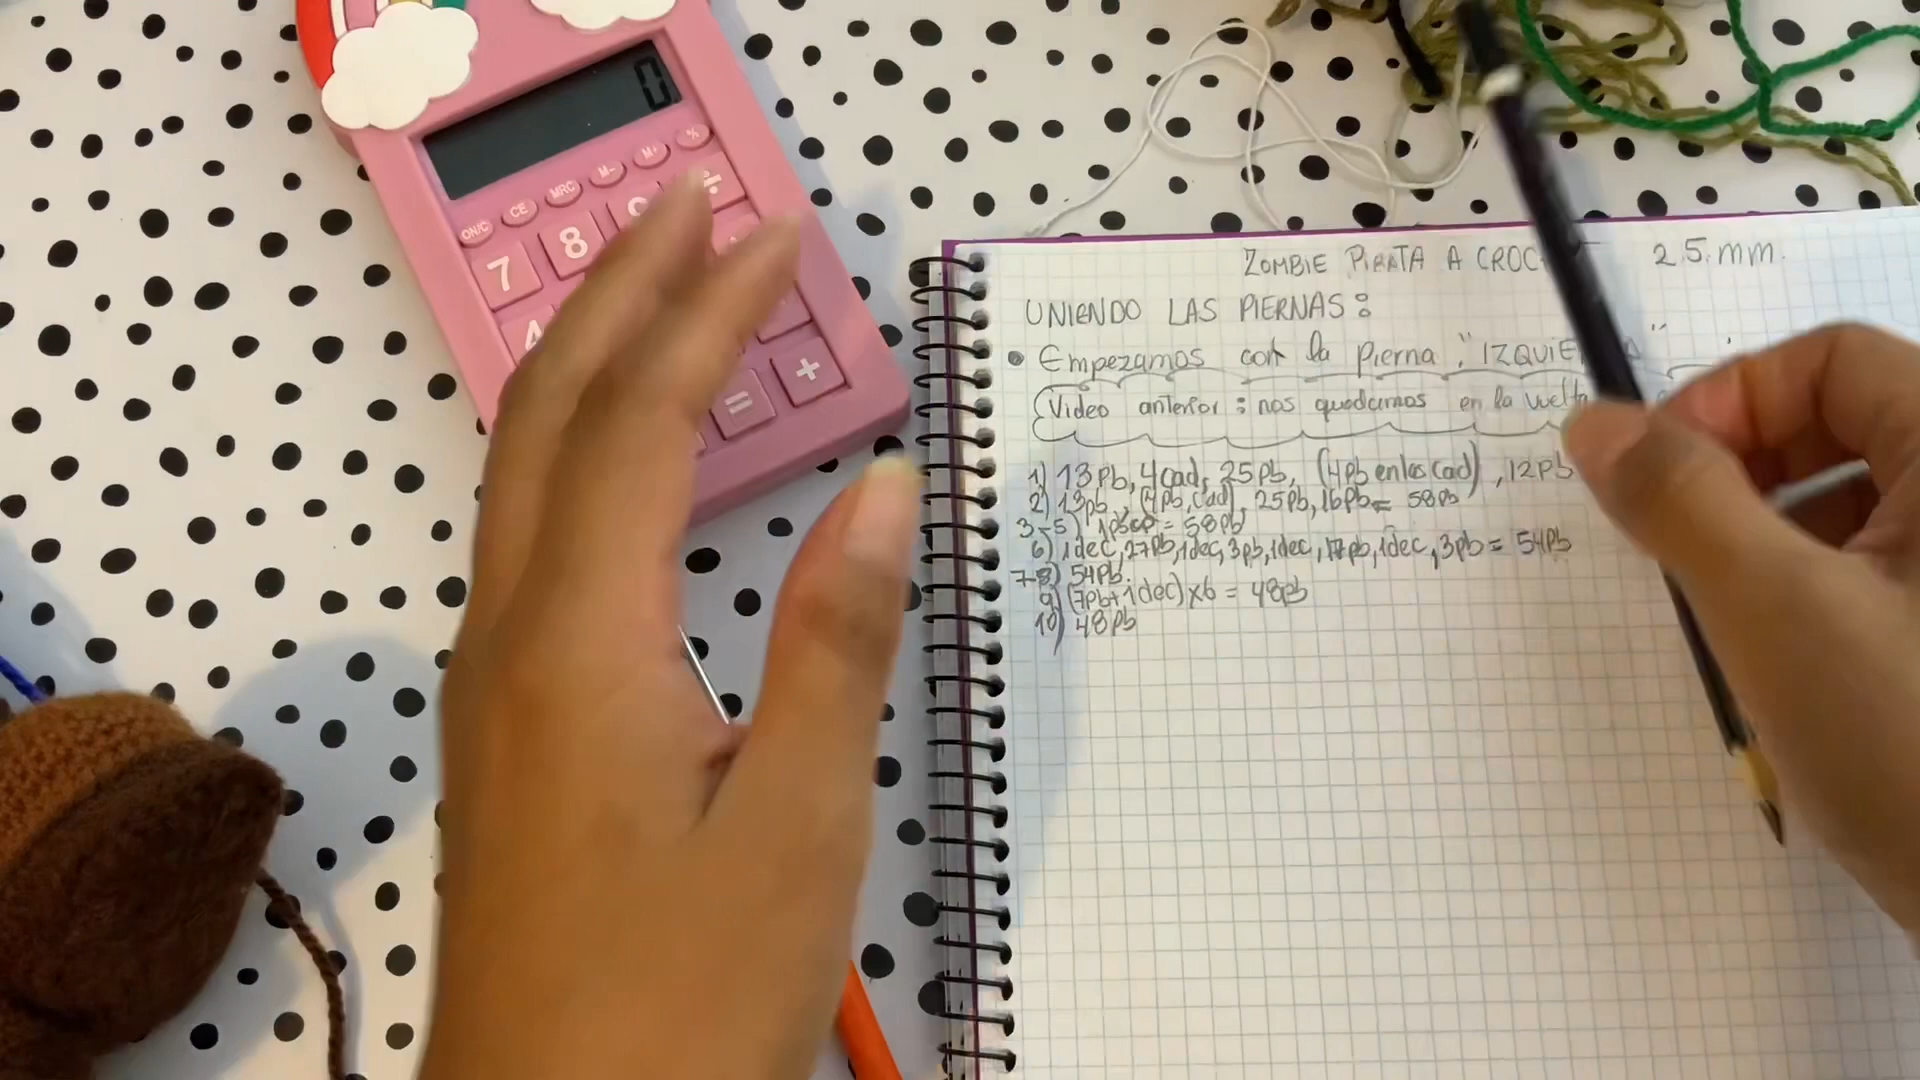 0
ON/C CE MRC M- M+ %
7 8 9 ÷
4
= +
ZOMBIE PIRATA A CROC 2.5 mm.
UNIENDO LAS PIERNAS:
• Empezamos con la pierna "IZQUIE
Video anterior: nos quedamos en la vuelta
1) 13pb, 4cad, 25pb, (4pb en las cad), 12pb
2) 13pb, (4pb, cad), 25pb, 16pb = 58pb
3-5) 1pbcp = 58pb
6) 1dec, 27pb, 1dec, 3pb, 1dec, 17pb, 1dec, 3pb = 54pb
7-8) 54pb.
9) (7pb+1dec) x6 = 48pb
10) 48pb